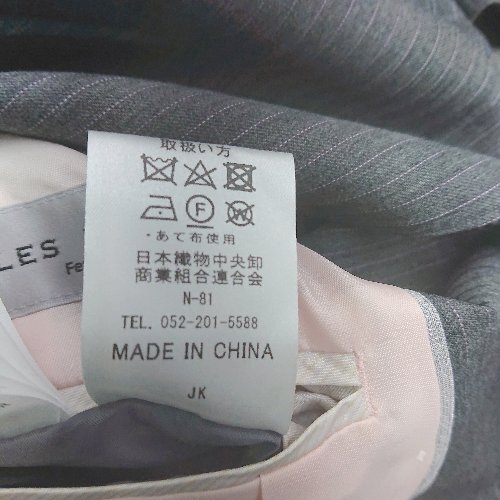 取扱い方
F
W
・あて布使用
日本織物中央卸
商業組合連合会
N-81
TEL. 052-201-5588
MADE IN CHINA
JK
LES
Fe